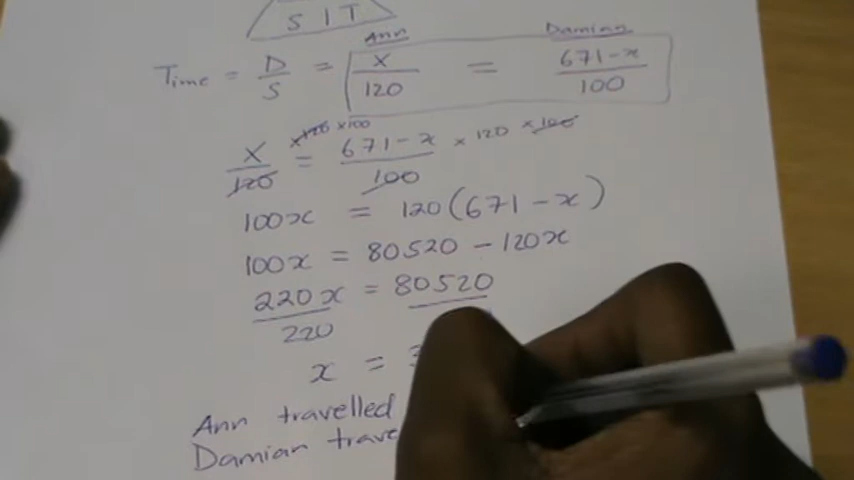 S I T
Ann Damian
Time = D/S = x/120 = 671-x/100
x/120 ×120 ×100 = 671-x/100 × 120 × 100
100x = 120(671-x)
100x = 80520 - 120x
220x = 80520
220
x = 3
Ann travelled
Damian